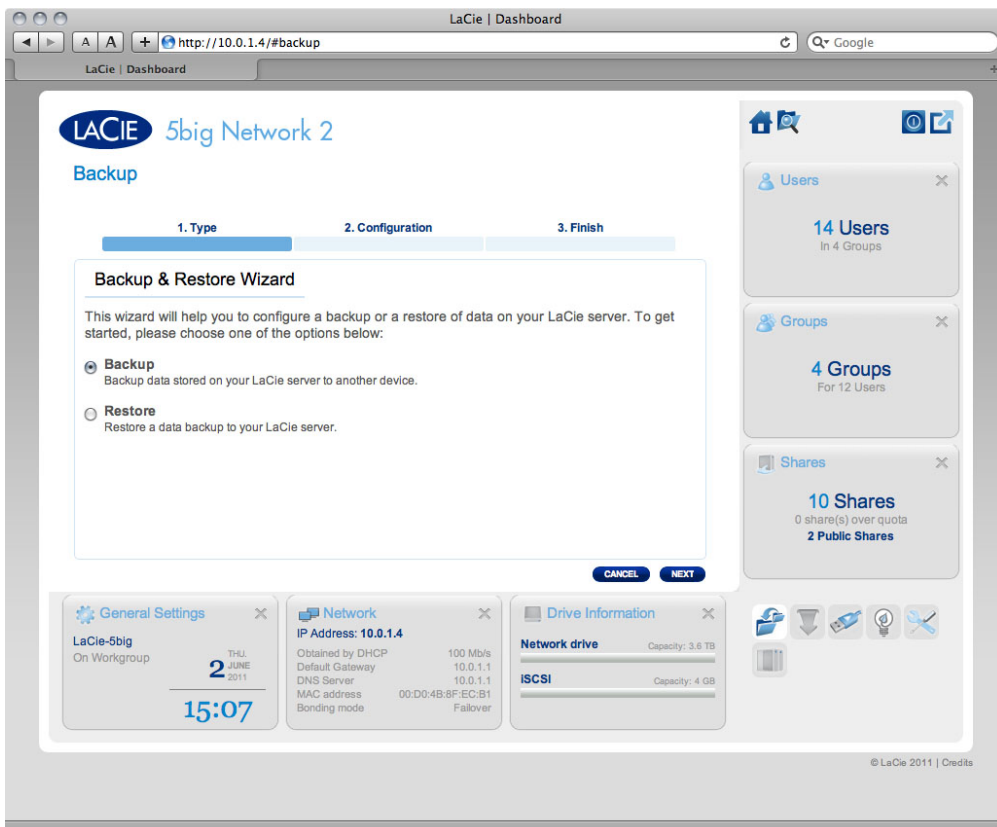 LaCie | Dashboard
A A + http://10.0.1.4/#backup Google
LaCie | Dashboard
LACIE 5big Network 2
Backup
1. Type 2. Configuration 3. Finish
Backup & Restore Wizard
This wizard will help you to configure a backup or a restore of data on your LaCie server. To get
started, please choose one of the options below:
Backup
Backup data stored on your LaCie server to another device.
Restore
Restore a data backup to your LaCie server.
CANCEL NEXT
Users
14 Users
In 4 Groups
Groups
4 Groups
For 12 Users
Shares
10 Shares
0 share(s) over quota
2 Public Shares
General Settings
LaCie-5big
On Workgroup
THU.
2 JUNE
2011
15:07
Network
IP Address: 10.0.1.4
Obtained by DHCP 100 Mb/s
Default Gateway 10.0.1.1
DNS Server 10.0.1.1
MAC address 00:D0:4B:8F:EC:B1
Bonding mode Failover
Drive Information
Network drive Capacity: 3.6 TB
iSCSI Capacity: 4 GB
© LaCie 2011 | Credits